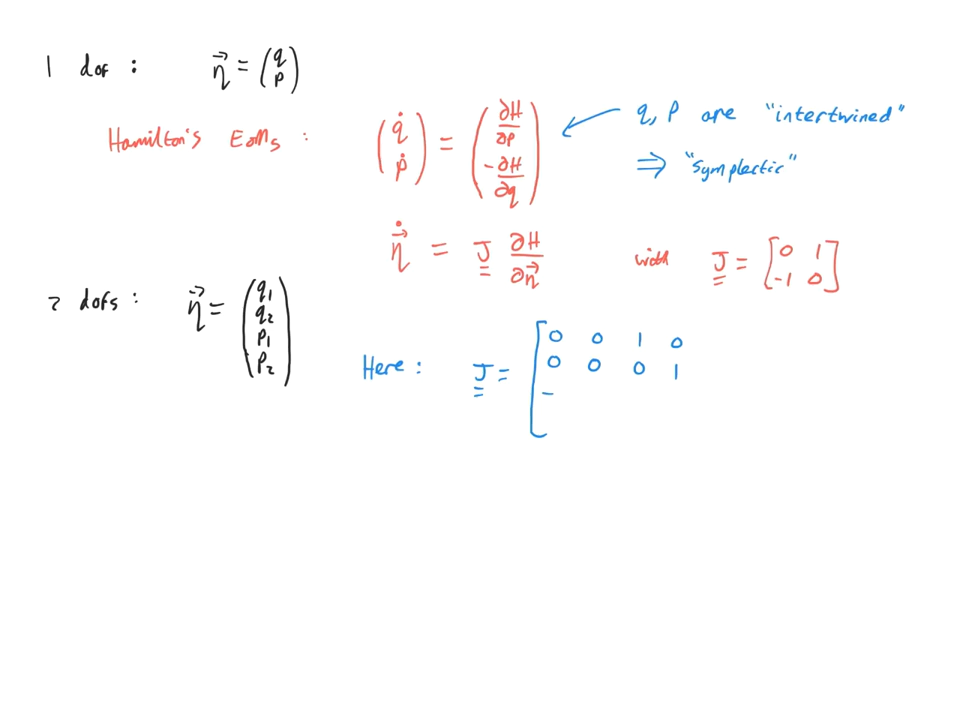 1 dof : η⃗ = (q p)
Hamilton's EoMs : (q̇ ṗ) = (∂H/∂p -∂H/∂q) ← q, p are "intertwined"
⇒ "symplectic"
η⃗̇ = J ∂H/∂η⃗ with J = [0 1 -1 0]
2 dofs : η⃗ = (q₁ q₂ p₁ p₂)
Here : J = [0 0 1 0
0 0 0 1
-